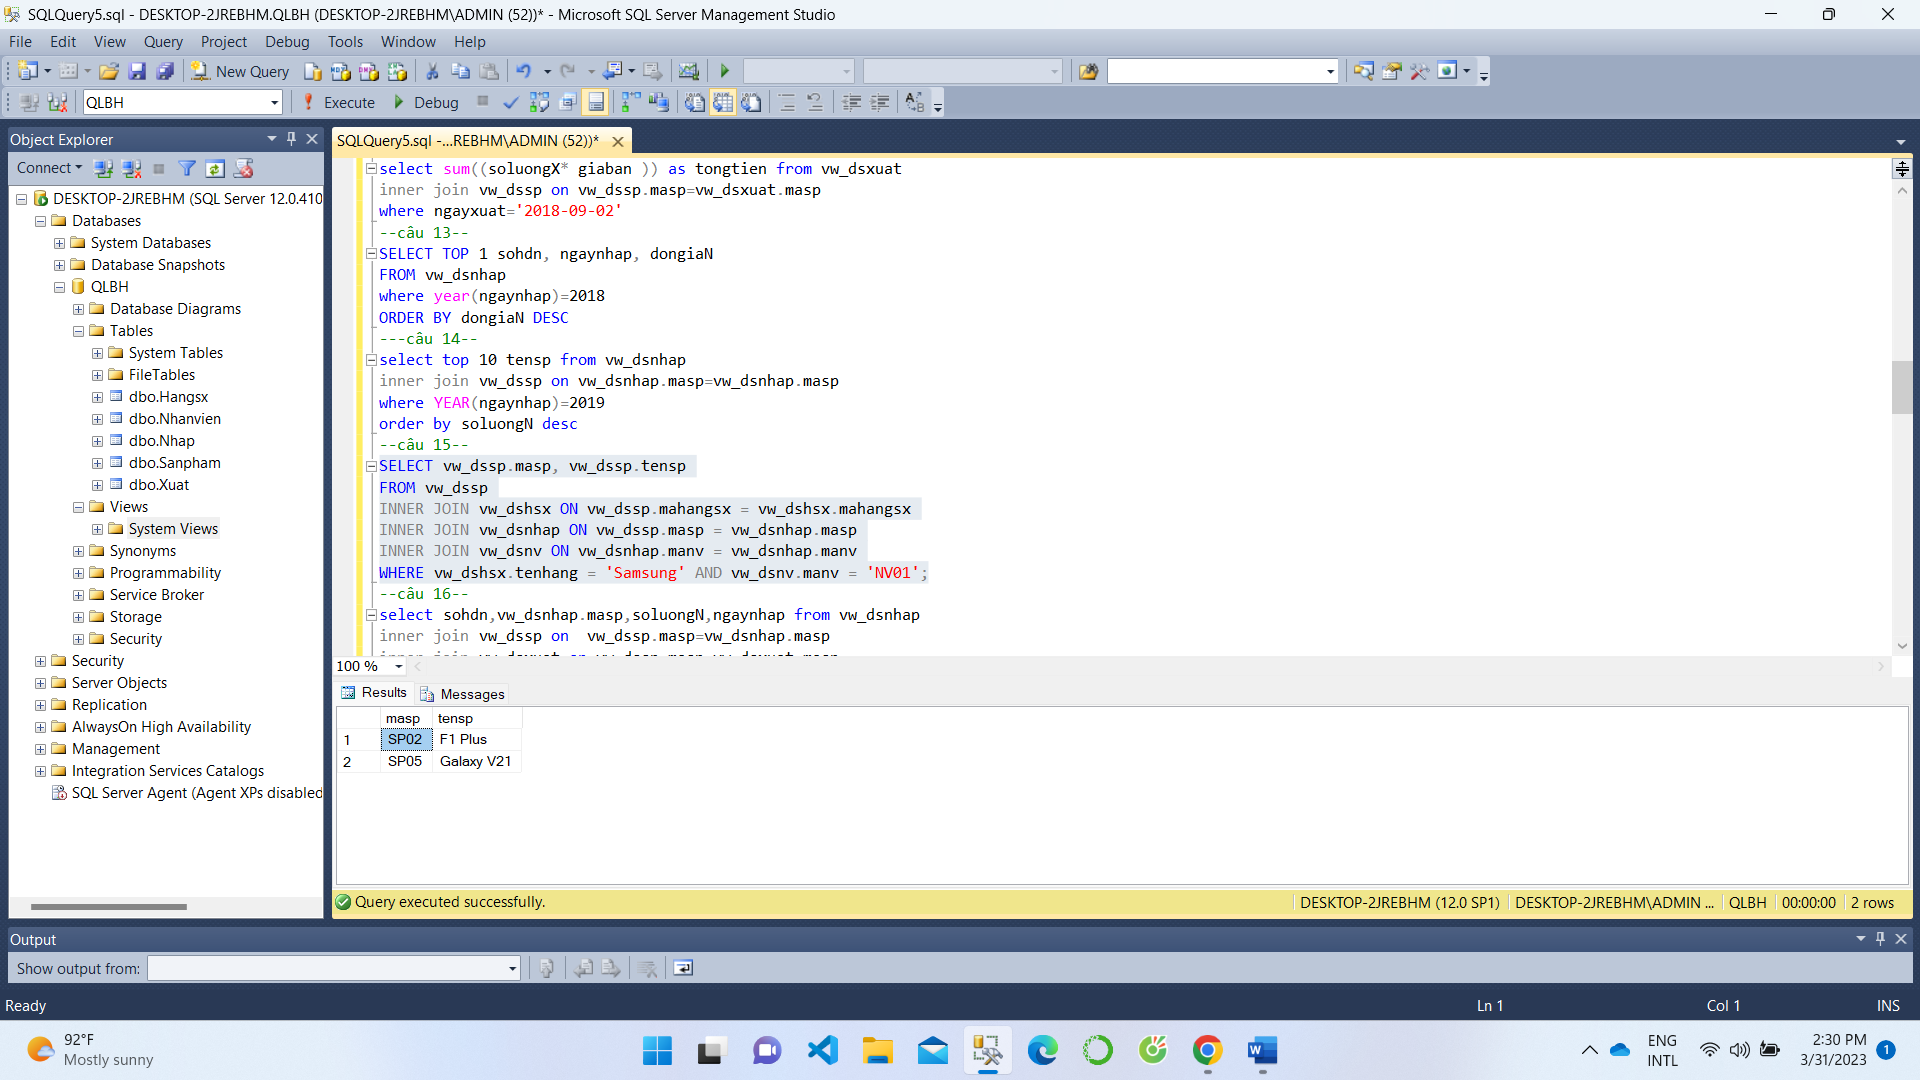 SQLQuery5.sql - DESKTOP-2JREBHM.QLBH (DESKTOP-2JREBHM\ADMIN (52))* - Microsoft SQL Server Management Studio
File Edit View Query Project Debug Tools Window Help
New Query
QLBH Execute Debug
Object Explorer
SQLQuery5.sql -...REBHM\ADMIN (52))*
Connect
DESKTOP-2JREBHM (SQL Server 12.0.410
Databases
System Databases
Database Snapshots
QLBH
Database Diagrams
Tables
System Tables
FileTables
dbo.Hangsx
dbo.Nhanvien
dbo.Nhap
dbo.Sanpham
dbo.Xuat
Views
System Views
Synonyms
Programmability
Service Broker
Storage
Security
Security
Server Objects
Replication
AlwaysOn High Availability
Management
Integration Services Catalogs
SQL Server Agent (Agent XPs disabled
select sum((soluongX* giaban )) as tongtien from vw_dsxuat
inner join vw_dssp on vw_dssp.masp=vw_dsxuat.masp
where ngayxuat='2018-09-02'
--câu 13--
SELECT TOP 1 sohdn, ngaynhap, dongiaN
FROM vw_dsnhap
where year(ngaynhap)=2018
ORDER BY dongiaN DESC
---câu 14--
select top 10 tensp from vw_dsnhap
inner join vw_dssp on vw_dsnhap.masp=vw_dsnhap.masp
where YEAR(ngaynhap)=2019
order by soluongN desc
--câu 15--
SELECT vw_dssp.masp, vw_dssp.tensp
FROM vw_dssp
INNER JOIN vw_dshsx ON vw_dssp.mahangsx = vw_dshsx.mahangsx
INNER JOIN vw_dsnhap ON vw_dssp.masp = vw_dsnhap.masp
INNER JOIN vw_dsnv ON vw_dsnhap.manv = vw_dsnhap.manv
WHERE vw_dshsx.tenhang = 'Samsung' AND vw_dsnv.manv = 'NV01';
--câu 16--
select sohdn,vw_dsnhap.masp,soluongN,ngaynhap from vw_dsnhap
inner join vw_dssp on  vw_dssp.masp=vw_dsnhap.masp
100 %
Results Messages
masp tensp
1 SP02 F1 Plus
2 SP05 Galaxy V21
Query executed successfully. DESKTOP-2JREBHM (12.0 SP1) DESKTOP-2JREBHM\ADMIN ... QLBH 00:00:00 2 rows
Output
Show output from:
Ready Ln 1 Col 1 INS
92°F
Mostly sunny
ENG
INTL
2:30 PM
3/31/2023
1